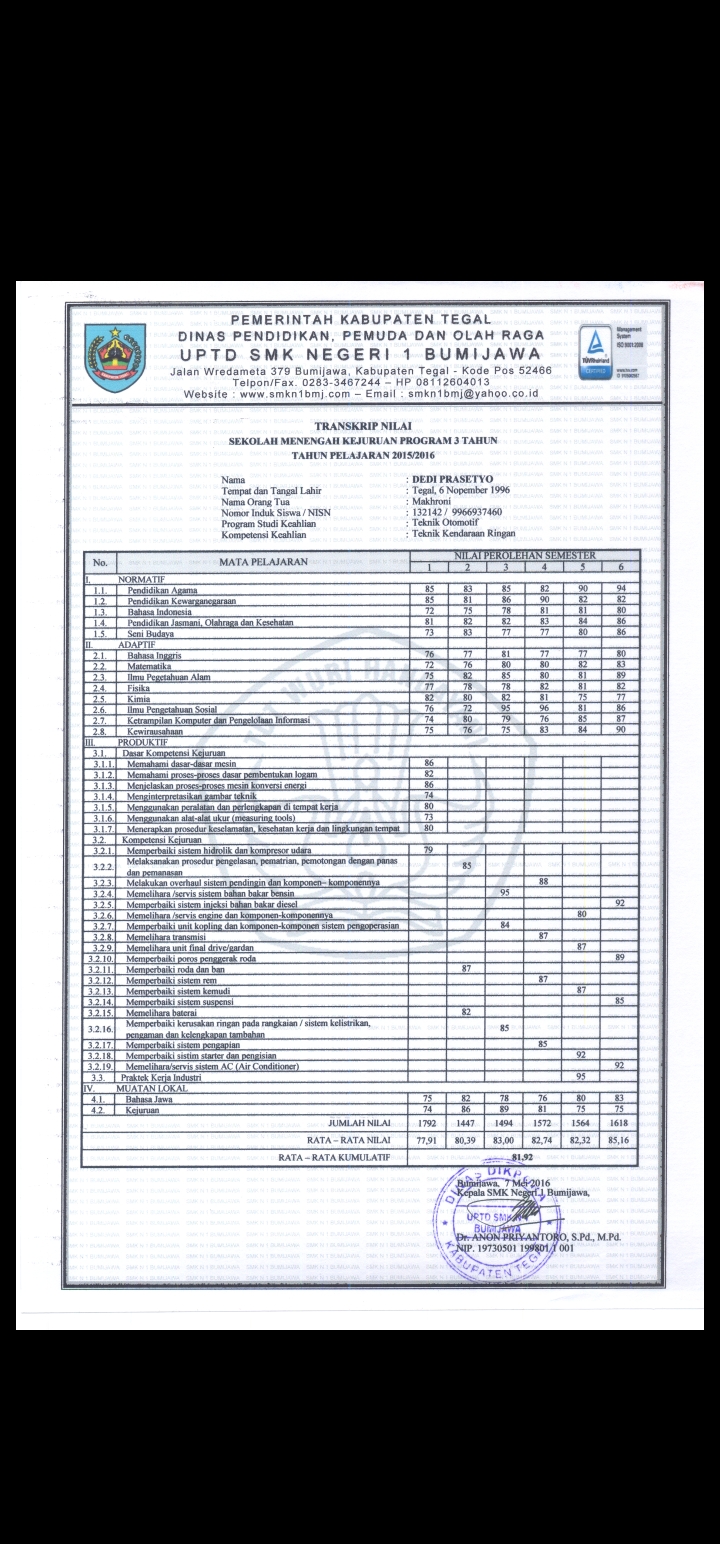 PEMERINTAH KABUPATEN TEGAL
DINAS PENDIDIKAN, PEMUDA DAN OLAH RAGA
UPTD SMK NEGERI 1 BUMIJAWA
Jalan Wredameta 379 Bumijawa, Kabupaten Tegal - Kode Pos 52466
Telpon/Fax. 0283-3467244 – HP 08112604013
Website : www.smkn1bmj.com – Email : smkn1bmj@yahoo.co.id
Management
System
ISO 9001:2008
TÜVRheinland
www.tuv.com
TRANSKRIP NILAI
SEKOLAH MENENGAH KEJURUAN PROGRAM 3 TAHUN
TAHUN PELAJARAN 2015/2016
Nama : DEDI PRASETYO
Tempat dan Tangal Lahir : Tegal, 6 Nopember 1996
Nama Orang Tua : Makhroni
Nomor Induk Siswa / NISN : 132142 / 9966937460
Program Studi Keahlian : Teknik Otomotif
Kompetensi Keahlian : Teknik Kendaraan Ringan
No. MATA PELAJARAN NILAI PEROLEHAN SEMESTER
1 2 3 4 5 6
I. NORMATIF
1.1. Pendidikan Agama 85 83 85 82 90 94
1.2. Pendidikan Kewarganegaraan 85 81 86 90 82 82
1.3. Bahasa Indonesia 72 75 78 81 81 80
1.4. Pendidikan Jasmani, Olahraga dan Kesehatan 81 82 82 83 84 86
1.5. Seni Budaya 73 83 77 77 80 86
II. ADAPTIF
2.1. Bahasa Inggris 76 77 81 77 77 80
2.2. Matematika 72 76 80 80 82 83
2.3. Ilmu Pegetahuan Alam 75 82 85 80 81 89
2.4. Fisika 77 78 78 82 81 82
2.5. Kimia 82 80 82 81 75 77
2.6. Ilmu Pengetahuan Sosial 76 72 95 96 81 86
2.7. Ketrampilan Komputer dan Pengelolaan Informasi 74 80 79 76 85 87
2.8. Kewirausahaan 75 76 75 83 84 90
III. PRODUKTIF
3.1. Dasar Kompetensi Kejuruan
3.1.1. Memahami dasar-dasar mesin 86
3.1.2. Memahami proses-proses dasar pembentukan logam 82
3.1.3. Menjelaskan proses-proses mesin konversi energi 86
3.1.4. Menginterpretasikan gambar teknik 74
3.1.5. Menggunakan peralatan dan perlengkapan di tempat kerja 80
3.1.6. Menggunakan alat-alat ukur (measuring tools) 73
3.1.7. Menerapkan prosedur keselamatan, kesehatan kerja dan lingkungan tempat 80
3.2. Kompetensi Kejuruan
3.2.1. Memperbaiki sistem hidrolik dan kompresor udara 79
3.2.2. Melaksanakan prosedur pengelasan, pematrian, pemotongan dengan panas
dan pemanasan 85
3.2.3. Melakukan overhaul sistem pendingin dan komponen– komponennya 88
3.2.4. Memelihara /servis sistem bahan bakar bensin 95
3.2.5. Memperbaiki sistem injeksi bahan bakar diesel 92
3.2.6. Memelihara /servis engine dan komponen-komponennya 80
3.2.7. Memperbaiki unit kopling dan komponen-komponen sistem pengoperasian 84
3.2.8. Memelihara transmisi 87
3.2.9. Memelihara unit final drive/gardan 87
3.2.10. Memperbaiki poros penggerak roda 89
3.2.11. Memperbaiki roda dan ban 87
3.2.12. Memperbaiki sistem rem 87
3.2.13. Memperbaiki sistem kemudi 87
3.2.14. Memperbaiki sistem suspensi 85
3.2.15. Memelihara baterai 82
3.2.16. Memperbaiki kerusakan ringan pada rangkaian / sistem kelistrikan,
pengaman dan kelengkapan tambahan 85
3.2.17. Memperbaiki sistem pengapian 85
3.2.18. Memperbaiki sistim starter dan pengisian 92
3.2.19. Memelihara/servis sistem AC (Air Conditioner) 92
3.3. Praktek Kerja Industri 95
IV. MUATAN LOKAL
4.1. Bahasa Jawa 75 82 78 76 80 83
4.2. Kejuruan 74 86 89 81 75 75
JUMLAH NILAI 1792 1447 1494 1572 1564 1618
RATA – RATA NILAI 77,91 80,39 83,00 82,74 82,32 85,16
RATA – RATA KUMULATIF 81,92
Bumijawa, 7 Mei 2016
Kepala SMK Negeri 1 Bumijawa,
DINAS DIKPORA
UPTD SMK N 1
BUMIJAWA
KABUPATEN TEGAL
Dr. ANON PRIYANTORO, S.Pd., M.Pd.
NIP. 19730501 199801 1 001